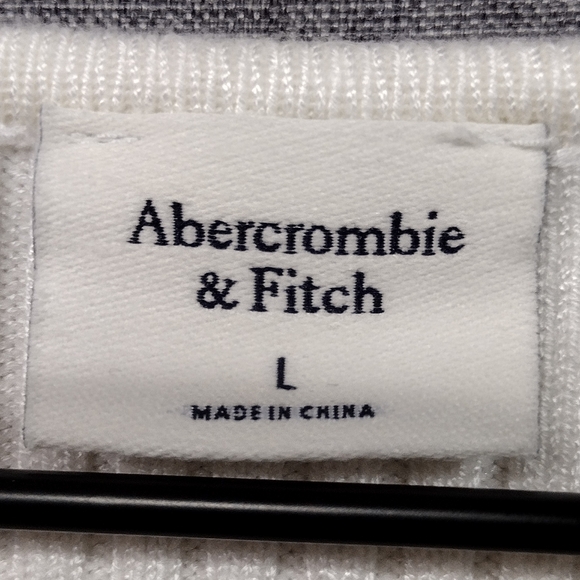 Abercrombie
& Fitch
L
MADE IN CHINA